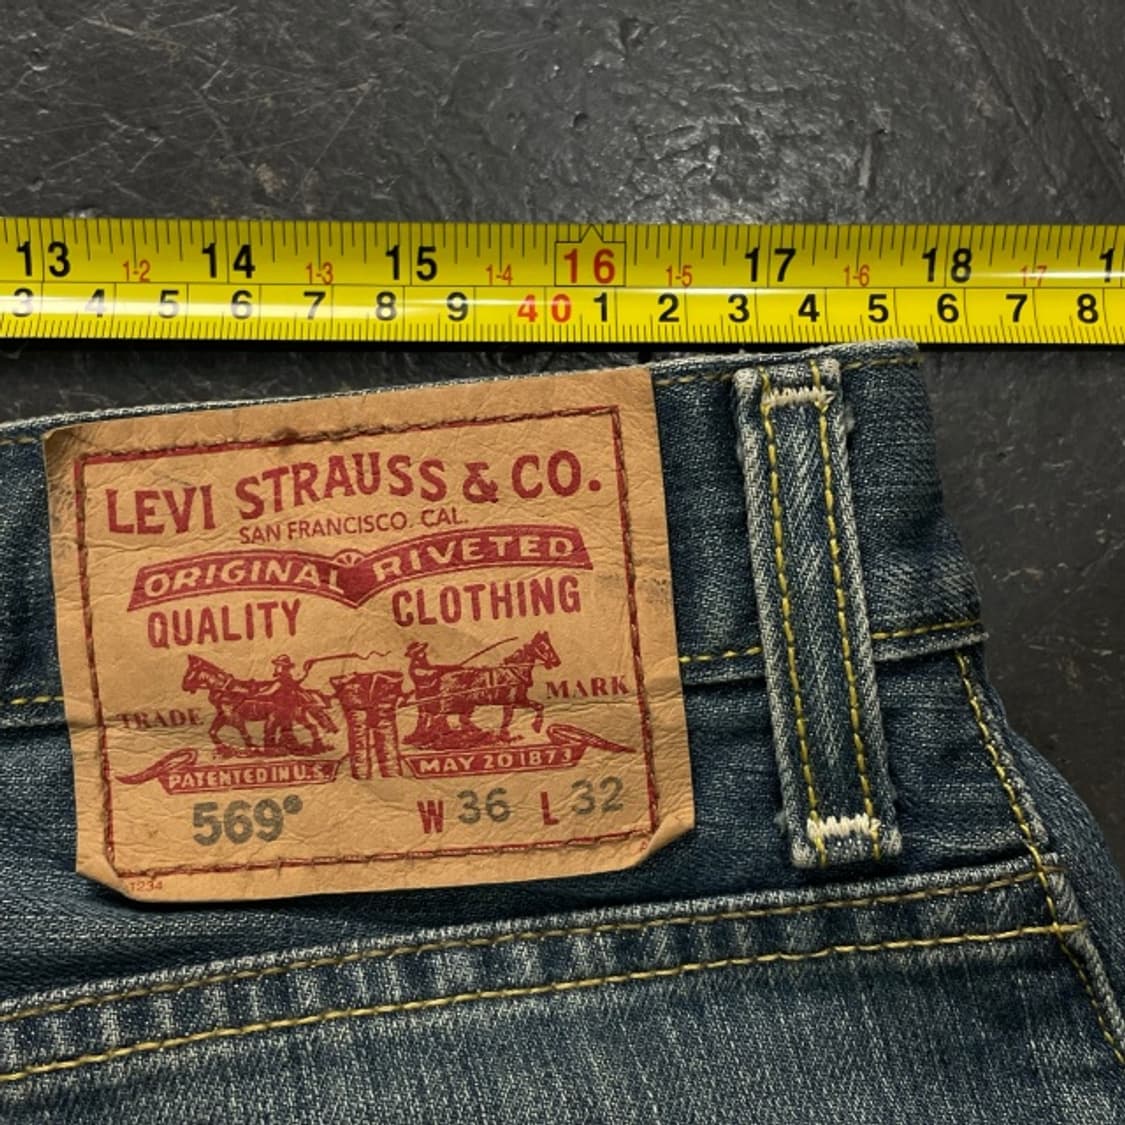 13 1-2 14 1-3 15 1-4 16 1-5 17 1-6 18 1-7 1
3 4 5 6 7 8 9 40 1 2 3 4 5 6 7 8
LEVI STRAUSS & CO.
SAN FRANCISCO. CAL.
ORIGINAL RIVETED
QUALITY CLOTHING
TRADE MARK
PATENTED IN U.S. MAY 20 1873
569® W 36 L 32
1234